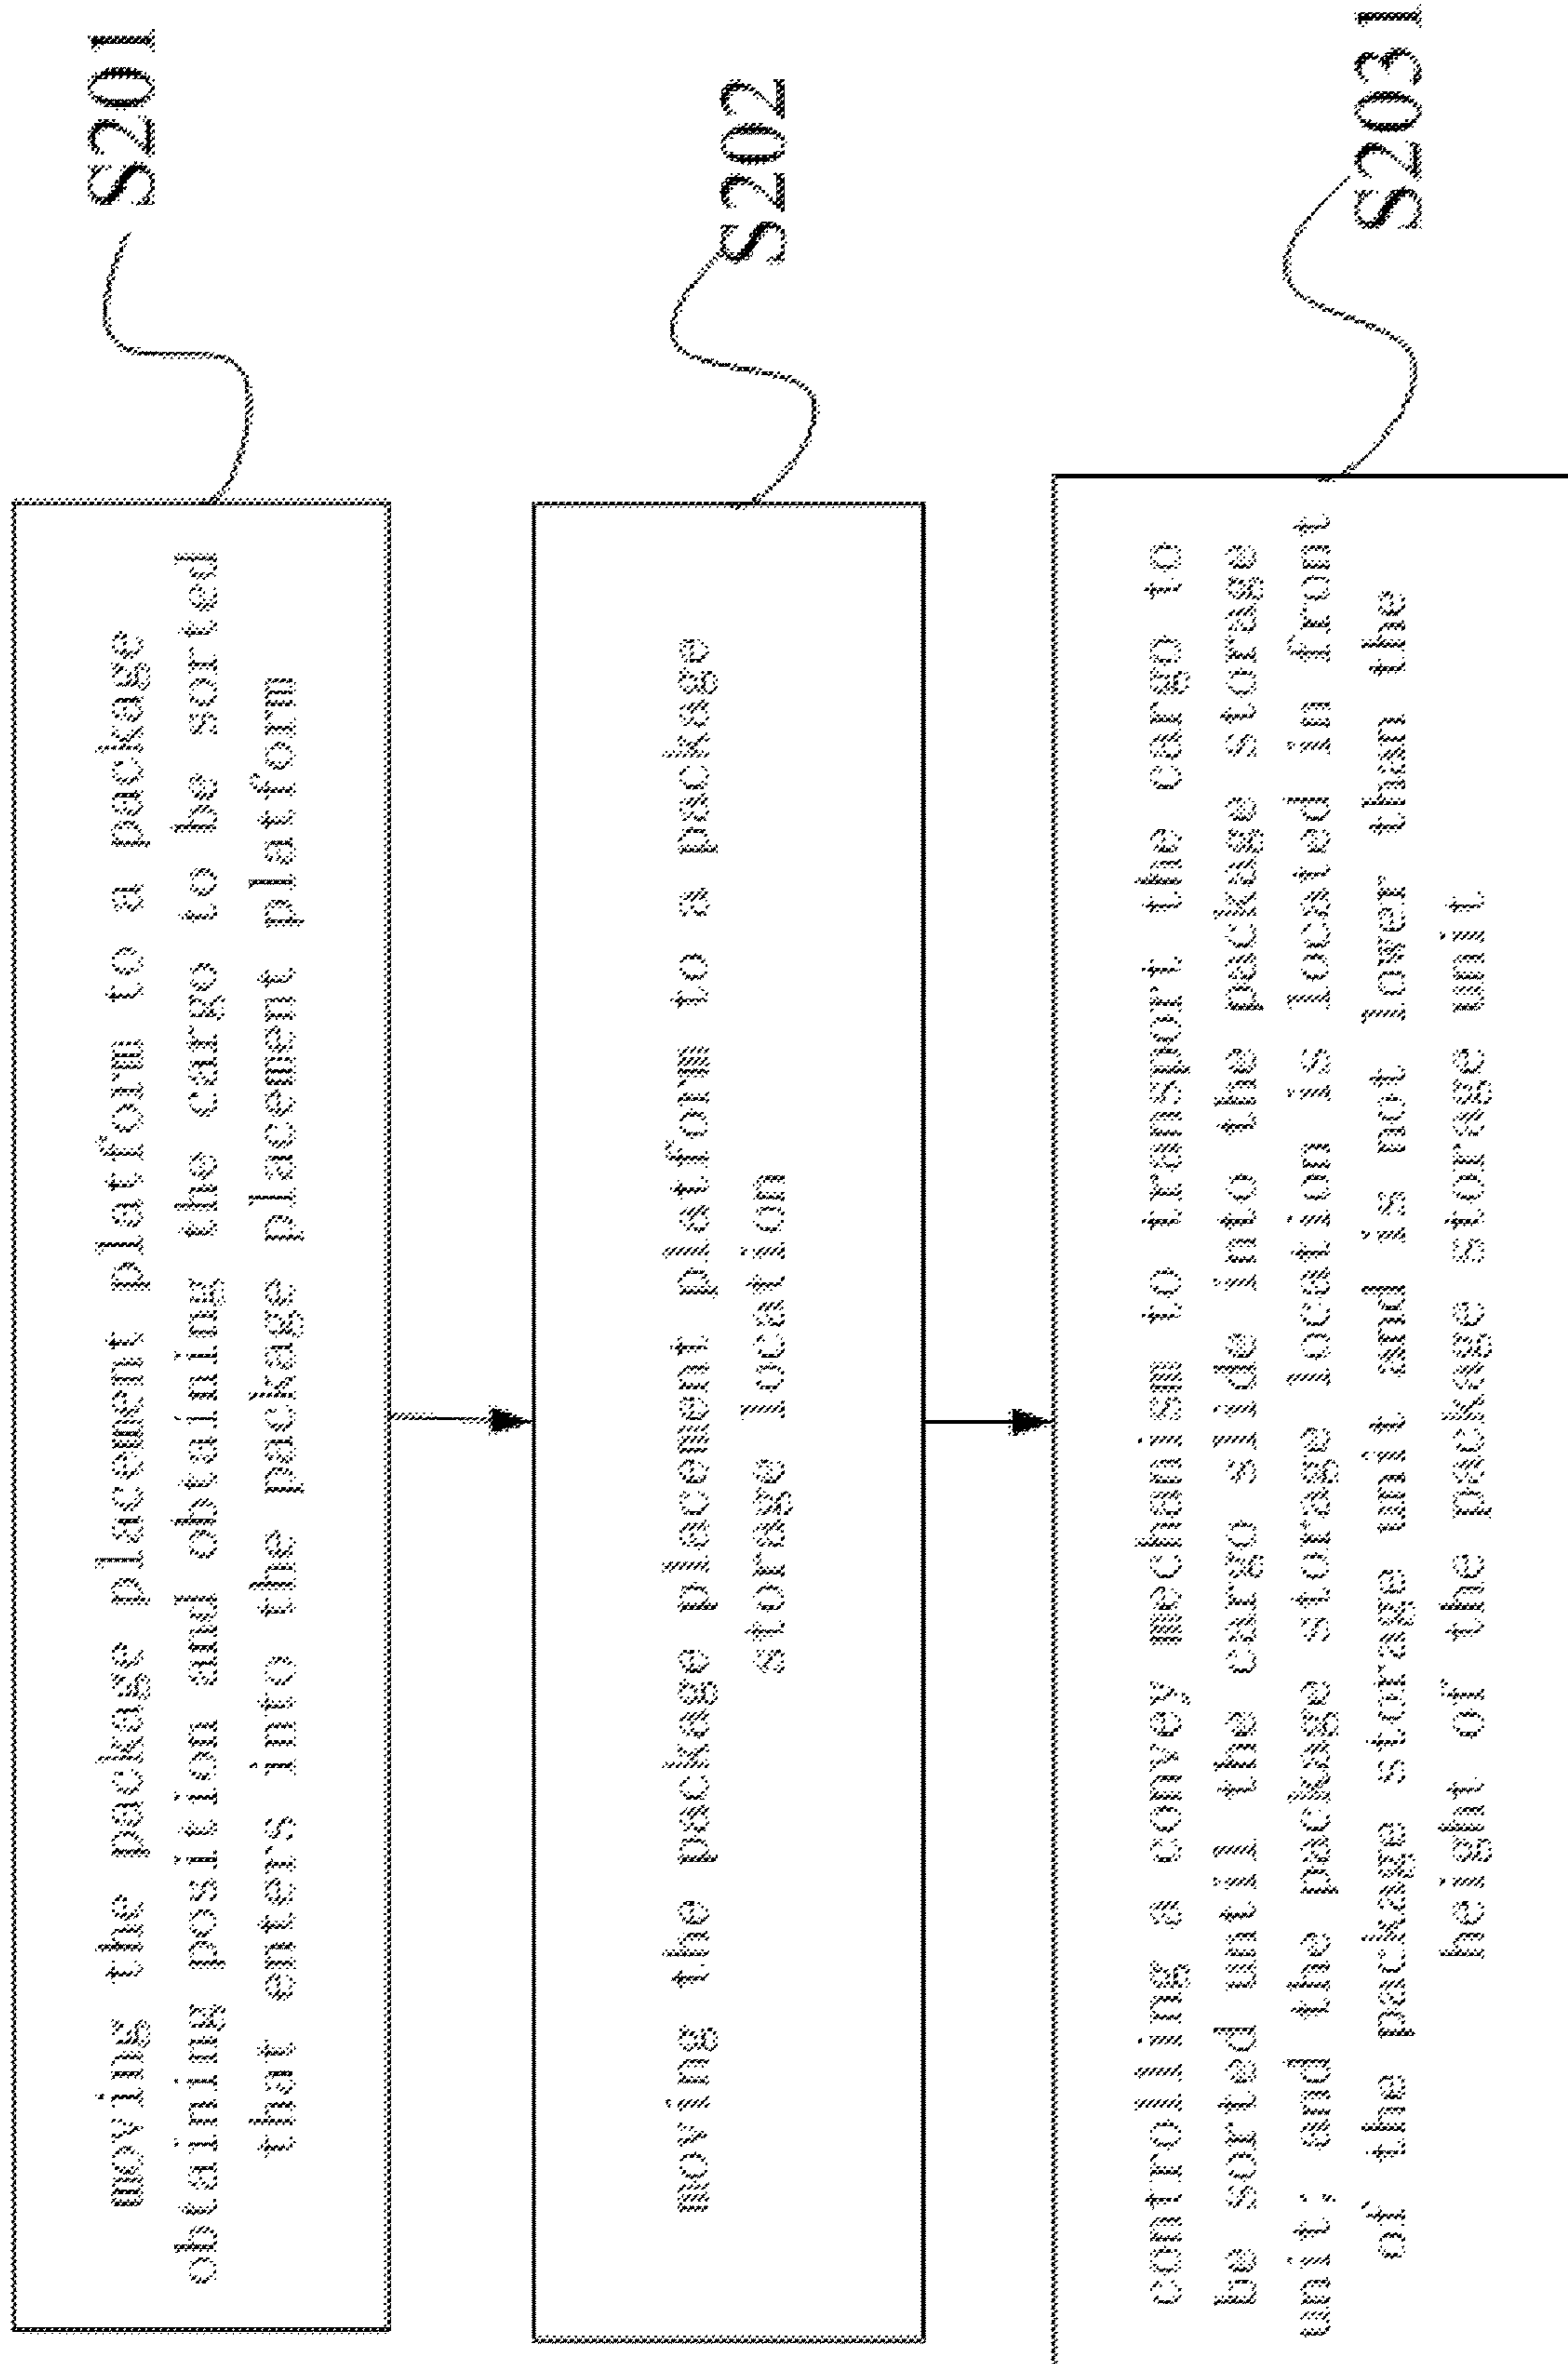 moving the package placement platform to a package
obtaining position and obtaining the cargo to be sorted
that enters into the package placement platform
S201
moving the package placement platform to a package
storage location
S202
controlling a convey mechanism to transport the cargo to
be sorted until the cargo slide into the package storage
unit; and the package storage location is located in front
of the package storage unit and is not lower than the
height of the package storage unit
S2031